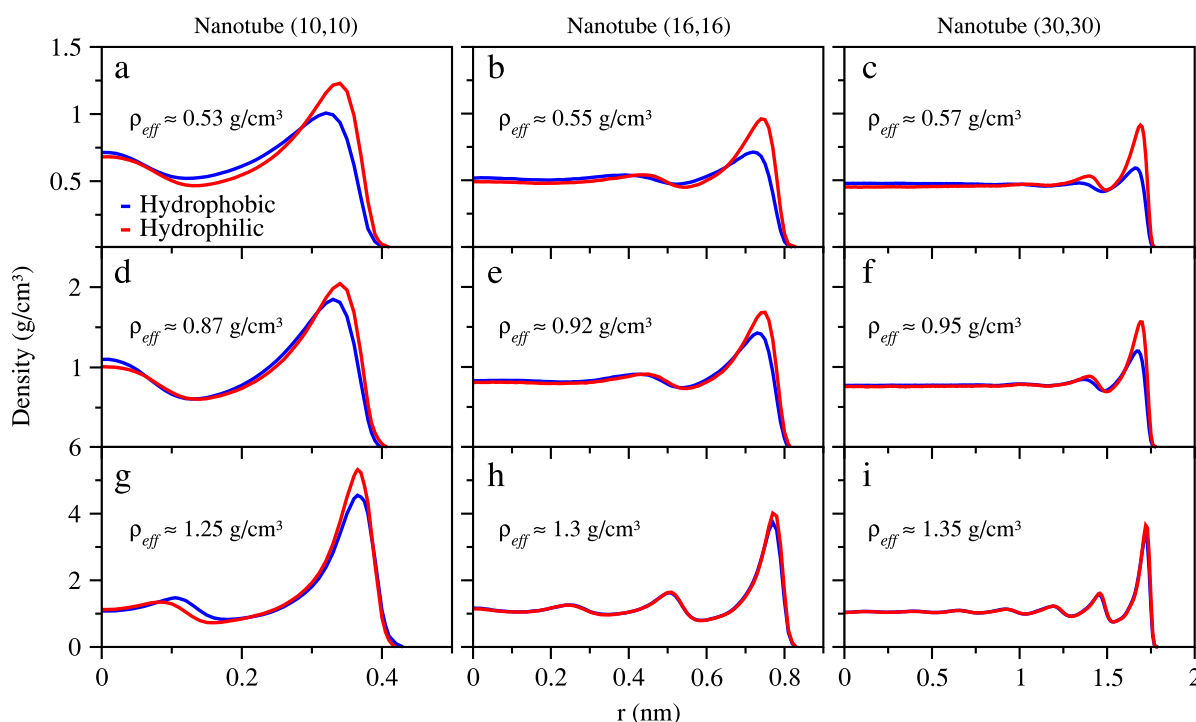 Nanotube (10,10)
Nanotube (16,16)
Nanotube (30,30)
1.5
1
0.5
a
ρeff ≈ 0.53 g/cm³
Hydrophobic
Hydrophilic
b
ρeff ≈ 0.55 g/cm³
c
ρeff ≈ 0.57 g/cm³
Density (g/cm³)
2
1
6
d
ρeff ≈ 0.87 g/cm³
e
ρeff ≈ 0.92 g/cm³
f
ρeff ≈ 0.95 g/cm³
4
2
0
g
ρeff ≈ 1.25 g/cm³
h
ρeff ≈ 1.3 g/cm³
i
ρeff ≈ 1.35 g/cm³
0 0.2 0.4
0 0.2 0.4 0.6 0.8
0 0.5 1 1.5 2
r (nm)